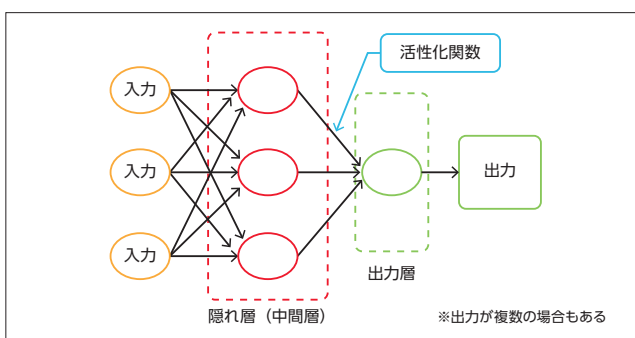 活性化関数
入力
入力
入力
出力
出力層
隠れ層（中間層）
※出力が複数の場合もある